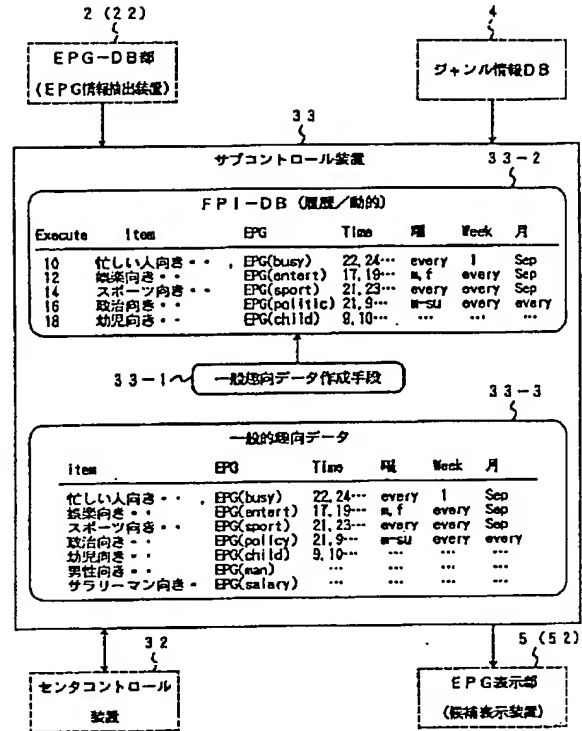 2 (22)
EPG-DB部
(EPG情報抽出装置)
4
ジャンル情報DB
33
サブコントロール装置
33-2
FPI-DB (履歴/動的)
Execute Item EPG Time 曜 Week 月
10 忙しい人向き・・ , EPG(busy) 22,24… every 1 Sep
12 娯楽向き・・ EPG(entert) 17,19… m,f every Sep
14 スポーツ向き・・ EPG(sport) 21,23… every every Sep
16 政治向き・・ EPG(politic) 21,9… m-su every every
18 幼児向き・・ EPG(child) 9,10… … … …
33-1 一般趣向データ作成手段
33-3
一般的趣向データ
item EPG Time 曜 Week 月
忙しい人向き・・ , EPG(busy) 22,24… every 1 Sep
娯楽向き・・ EPG(entert) 17,19… m,f every Sep
スポーツ向き・・ EPG(sport) 21,23… every every Sep
政治向き・・ EPG(policy) 21,9… m-su every every
幼児向き・・ EPG(child) 9,10… … … …
男性向き・・ EPG(man) … … … …
サラリーマン向き・ EPG(salary) … … … …
32
センタコントロール
装置
5 (52)
EPG表示部
(候補表示装置)